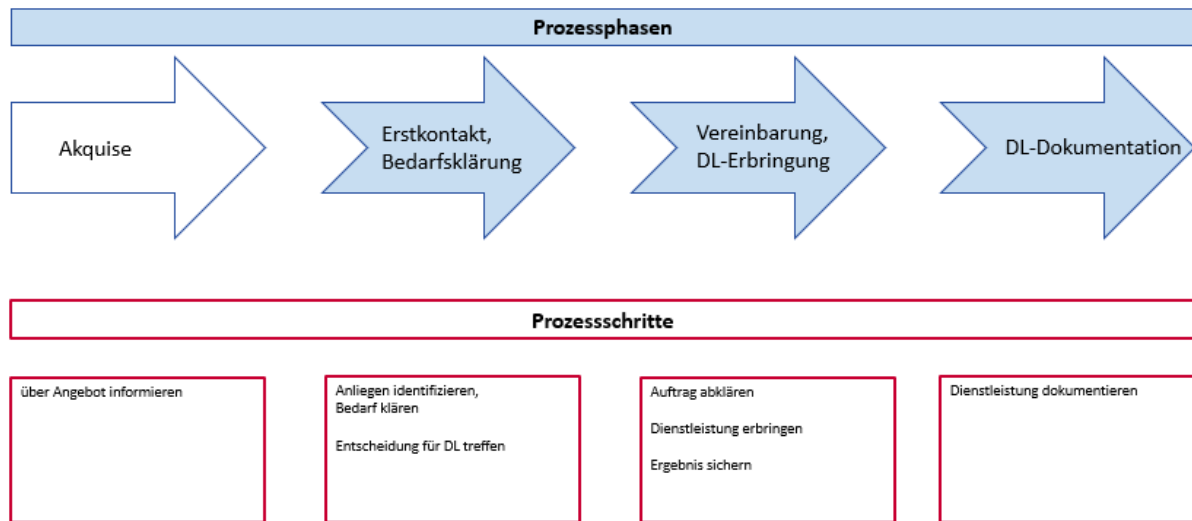 Prozessphasen
Akquise
Erstkontakt,
Bedarfsklärung
Vereinbarung,
DL-Erbringung
DL-Dokumentation
Prozessschritte
über Angebot informieren
Anliegen identifizieren,
Bedarf klären
Entscheidung für DL treffen
Auftrag abklären
Dienstleistung erbringen
Ergebnis sichern
Dienstleistung dokumentieren